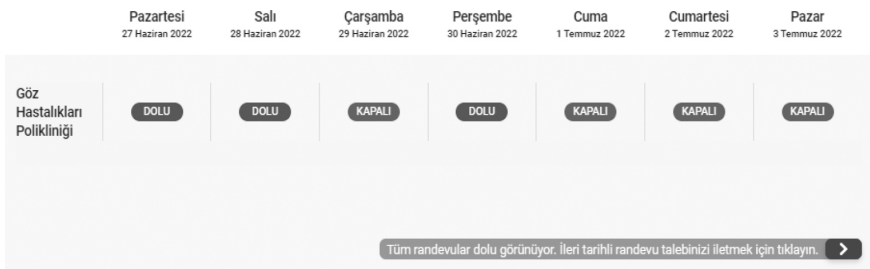 Pazartesi Salı Çarşamba Perşembe Cuma Cumartesi Pazar
27 Haziran 2022 28 Haziran 2022 29 Haziran 2022 30 Haziran 2022 1 Temmuz 2022 2 Temmuz 2022 3 Temmuz 2022
Göz
Hastalıkları
Polikliniği
DOLU DOLU KAPALI DOLU KAPALI KAPALI KAPALI
Tüm randevular dolu görünüyor. İleri tarihli randevu talebinizi iletmek için tıklayın.